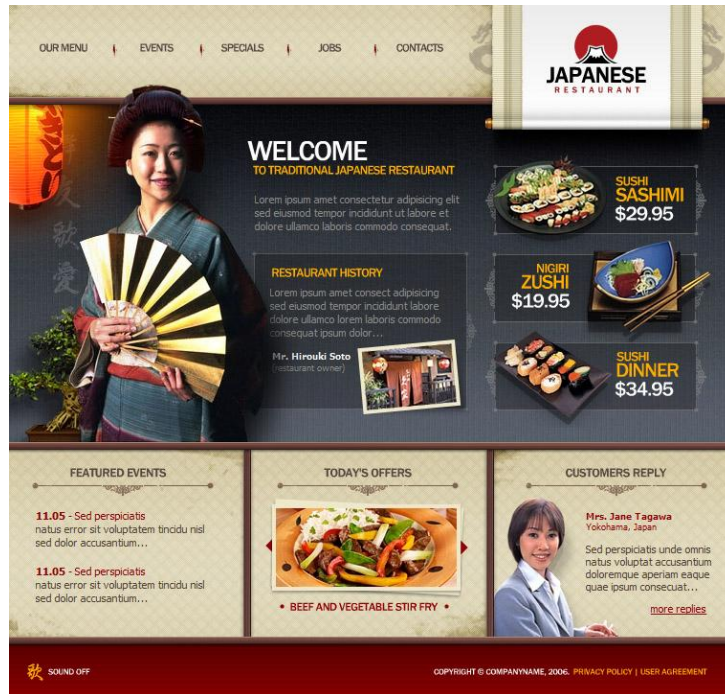 OUR MENU
EVENTS
SPECIALS
JOBS
CONTACTS
JAPANESE
RESTAURANT
WELCOME
TO TRADITIONAL JAPANESE RESTAURANT
Lorem ipsum amet consectetur adipisicing elit
sed eiusmod tempor incididunt ut labore et
dolore ullamco laboris commodo consequat.
RESTAURANT HISTORY
Lorem ipsum amet consect adipisicing
sed eiusmod tempor incididunt labore
dolore ullamco lorem laboris commodo
consequat ipsum dolor...
Mr. Hirouki Soto
(restaurant owner)
SUSHI
SASHIMI
$29.95
NIGIRI
ZUSHI
$19.95
SUSHI
DINNER
$34.95
久
歌
愛
FEATURED EVENTS
11.05 - Sed perspiciatis
natus error sit voluptatem tincidu nisl
sed dolor accusantium...
11.05 - Sed perspiciatis
natus error sit voluptatem tincidu nisl
sed dolor accusantium...
TODAY'S OFFERS
• BEEF AND VEGETABLE STIR FRY •
CUSTOMERS REPLY
Mrs. Jane Tagawa
Yokohama, Japan
Sed perspiciatis unde omnis
natus voluptat accusantium
doloremque aperiam eaque
quae ipsum consecuat...
more replies
歌 SOUND OFF
COPYRIGHT © COMPANYNAME, 2006. PRIVACY POLICY | USER AGREEMENT